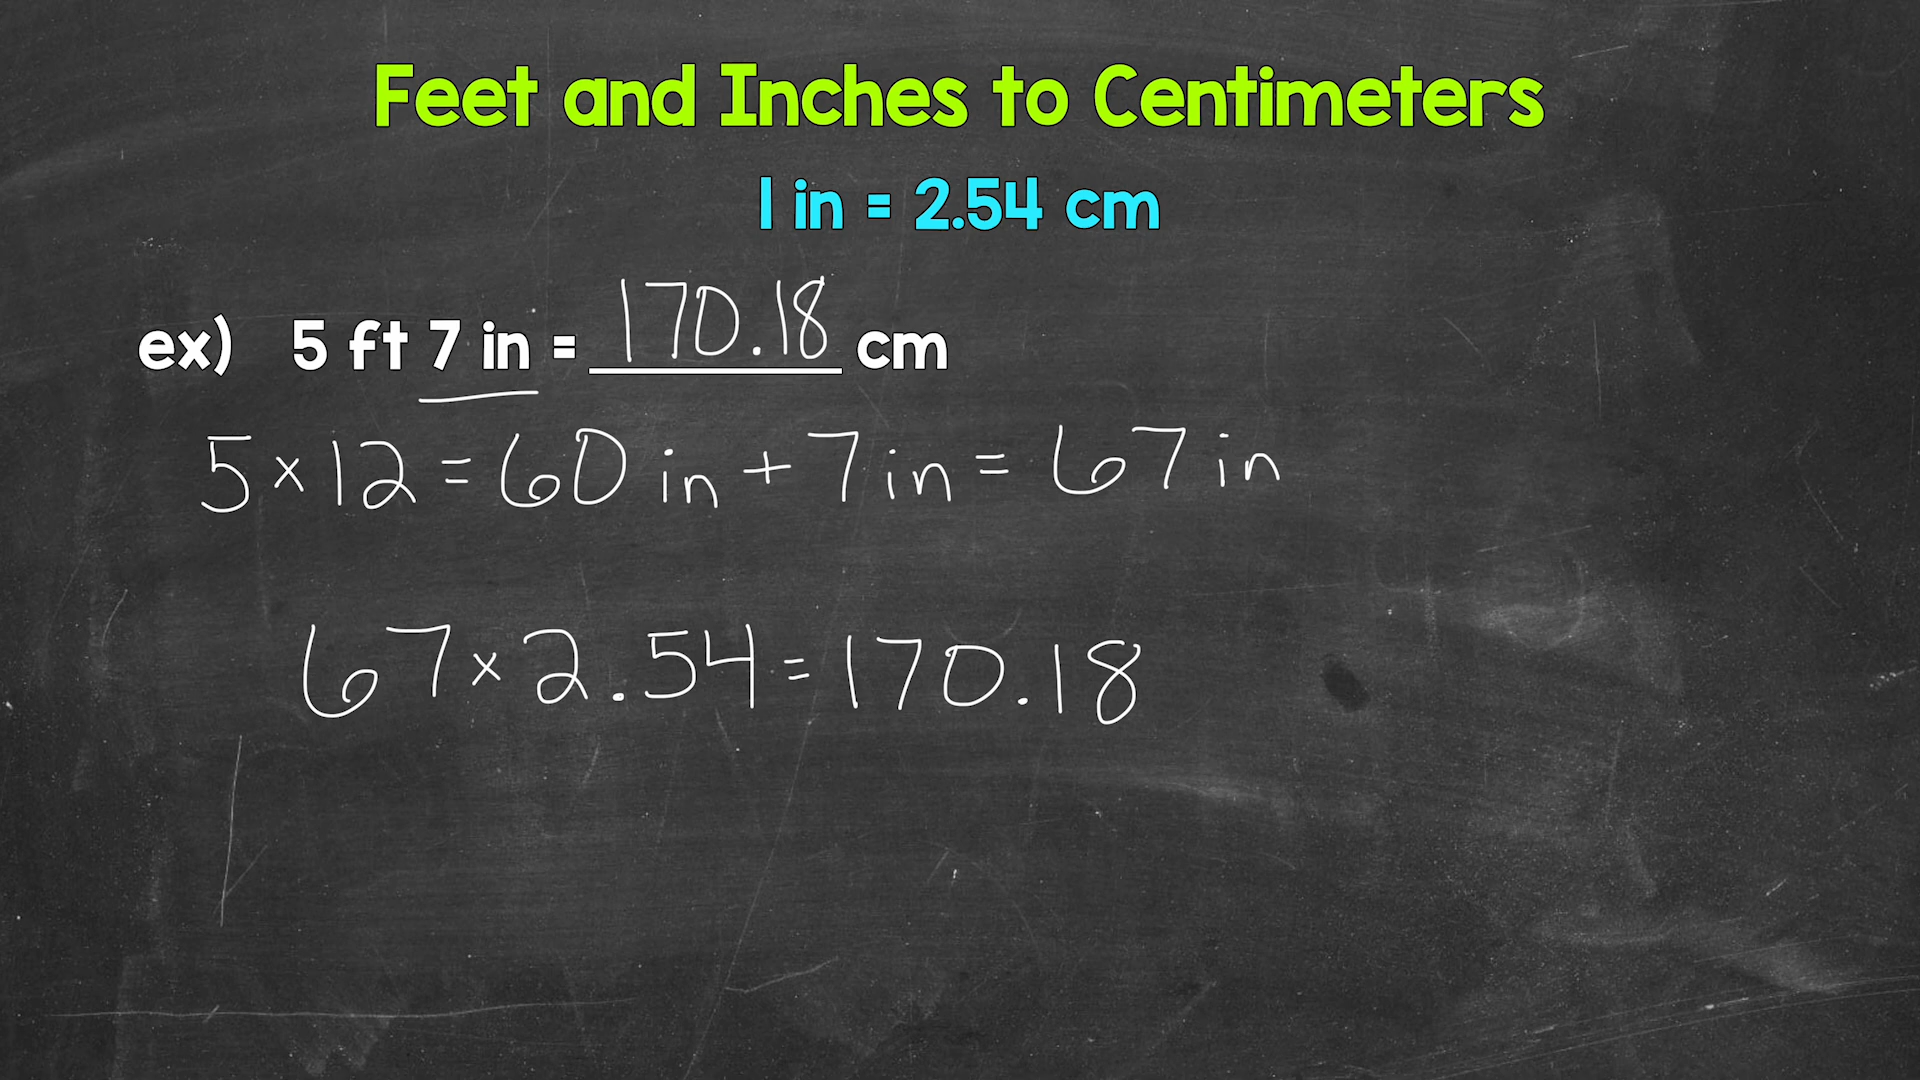 Feet and Inches to Centimeters
1 in = 2.54 cm
ex) 5 ft 7 in = 170.18 cm
5 × 12 = 60 in + 7 in = 67 in
67 × 2.54 = 170.18